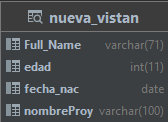 nueva_vistan
Full_Name varchar(71)
edad int(11)
fecha_nac date
nombreProy varchar(100)